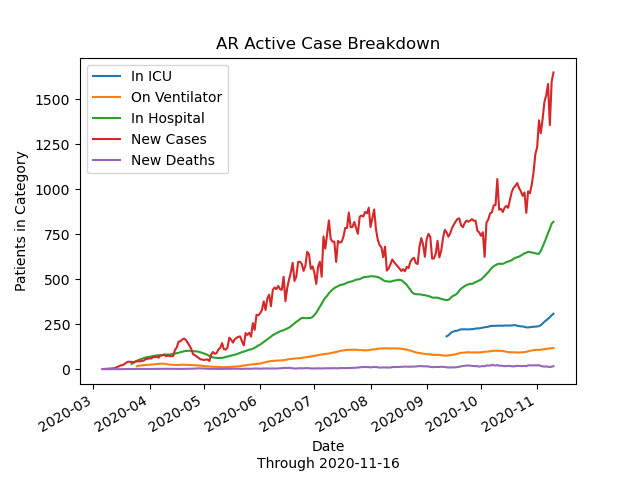 AR Active Case Breakdown
In ICU
On Ventilator
In Hospital
New Cases
New Deaths
Patients in Category
1500
1250
1000
750
500
250
0
2020-03
2020-04
2020-05
2020-06
2020-07
2020-08
2020-09
2020-10
2020-11
Date
Through 2020-11-16